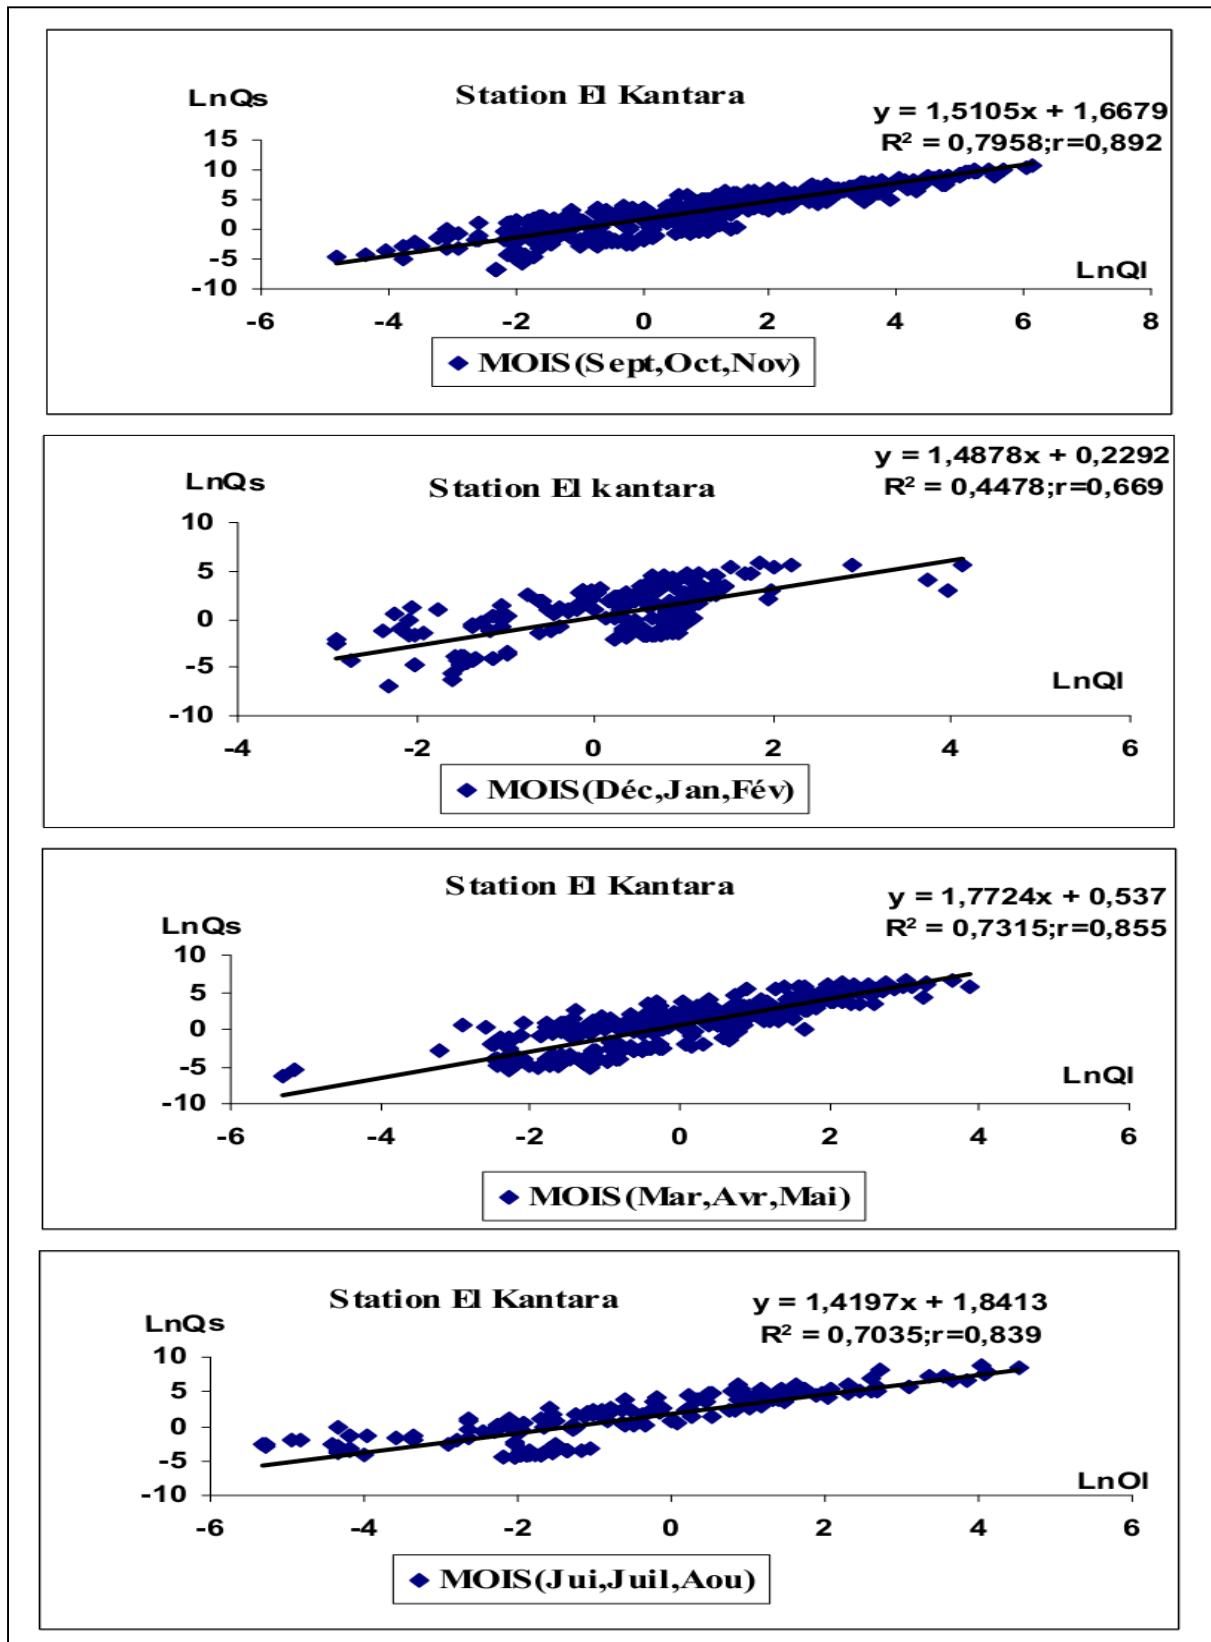 Station El Kantara
LnQs
y = 1,5105x + 1,6679
R² = 0,7958;r=0,892
15
10
5
0
-5
-10
LnQl
-6 -4 -2 0 2 4 6 8
MOIS(Sept,Oct,Nov)
y = 1,4878x + 0,2292
R² = 0,4478;r=0,669
LnQs
Station El kantara
10
5
0
-5
-10
LnQl
-4 -2 0 2 4 6
MOIS(Déc,Jan,Fév)
Station El Kantara
y = 1,7724x + 0,537
R² = 0,7315;r=0,855
LnQs
10
5
0
-5
-10
LnQl
-6 -4 -2 0 2 4 6
MOIS(Mar,Avr,Mai)
Station El Kantara
y = 1,4197x + 1,8413
R² = 0,7035;r=0,839
LnQs
10
5
0
-5
-10
LnOl
-6 -4 -2 0 2 4 6
MOIS(Jui,Juil,Aou)